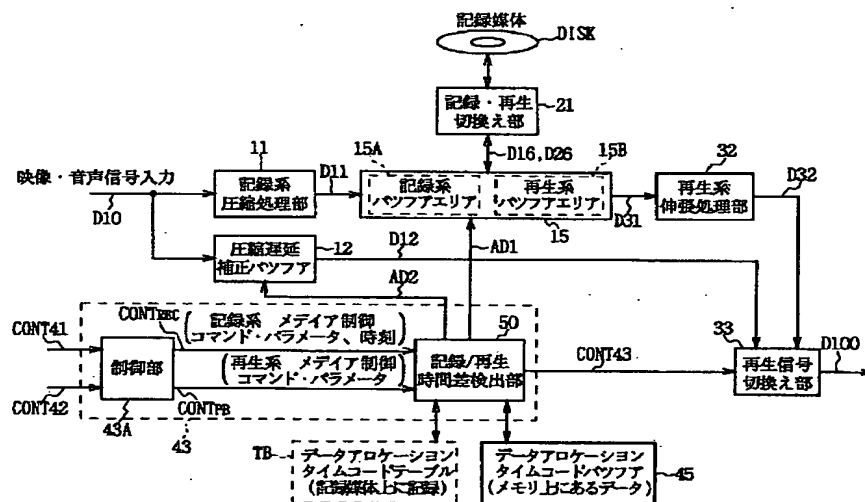 記録媒体
DISK
記録・再生
切換え部
21
D16,D26
15A
15B
11
32
D32
映像・音声信号入力
D10
記録系
圧縮処理部
D11
記録系
バツフアエリア
再生系
バツフアエリア
D31
再生系
伸張処理部
15
圧縮遅延
補正バツフア
12
D12
AD1
AD2
CONT41
CONTREC
記録系 メデイア制御
コマンド・パラメータ、時刻
50
33
制御部
再生系 メデイア制御
コマンド・パラメータ
記録/再生
時間差検出部
CONT43
再生信号
切換え部
D100
CONT42
CONTPB
43A
43
TB
データアロケーション
タイムコードテーブル
(記録媒体上に記録)
データアロケーション
タイムコードバツフア
(メモリ上にあるデータ)
45